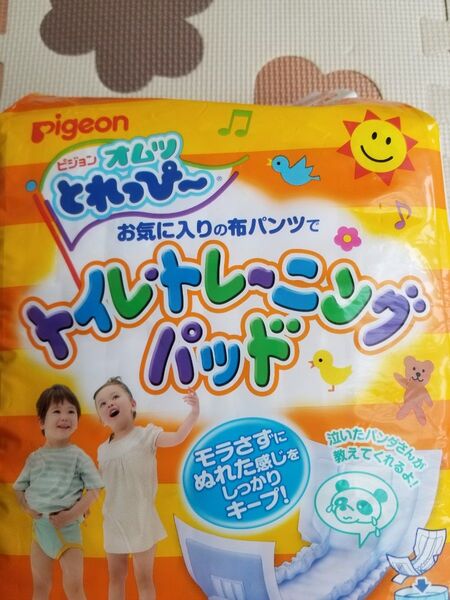 Pigeon
ピジョン オムツ
とれっぴ〜®
お気に入りの布パンツで
トイレ・トレーニング
パッド
モラさずに
ぬれた感じを
しっかり
キープ!
泣いたパンダさんが
教えてくれるよ!